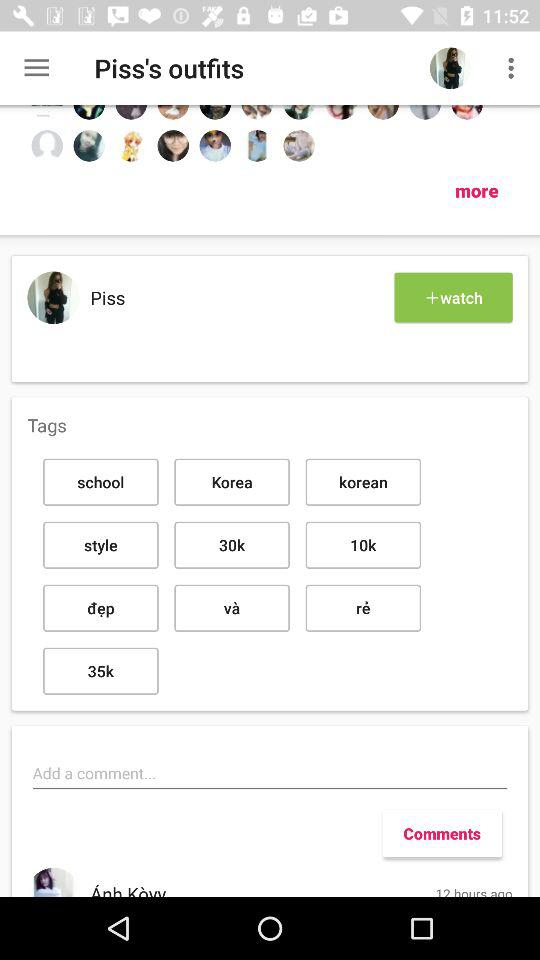 11:52
Piss's outfits
more
Piss
+watch
Tags
school Korea korean
style 30k 10k
đẹp và rẻ
35k
Add a comment...
Comments
Ánh Kòyy 12 hours ago